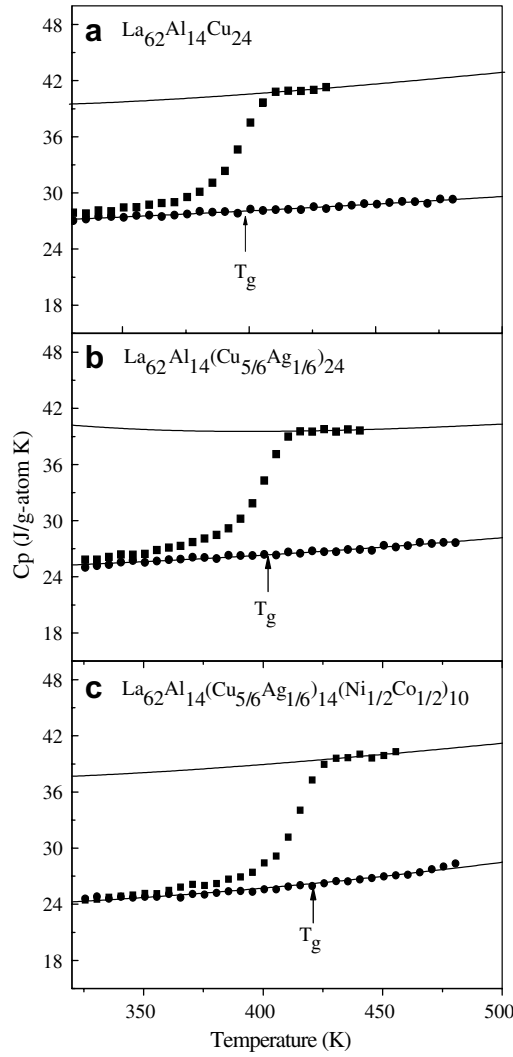 a La62Al14Cu24
48
42
36
30
24
18
Tg
b La62Al14(Cu5/6Ag1/6)24
48
42
36
30
24
18
Tg
Cp (J/g-atom K)
c La62Al14(Cu5/6Ag1/6)14(Ni1/2Co1/2)10
48
42
36
30
24
18
Tg
350 400 450 500
Temperature (K)